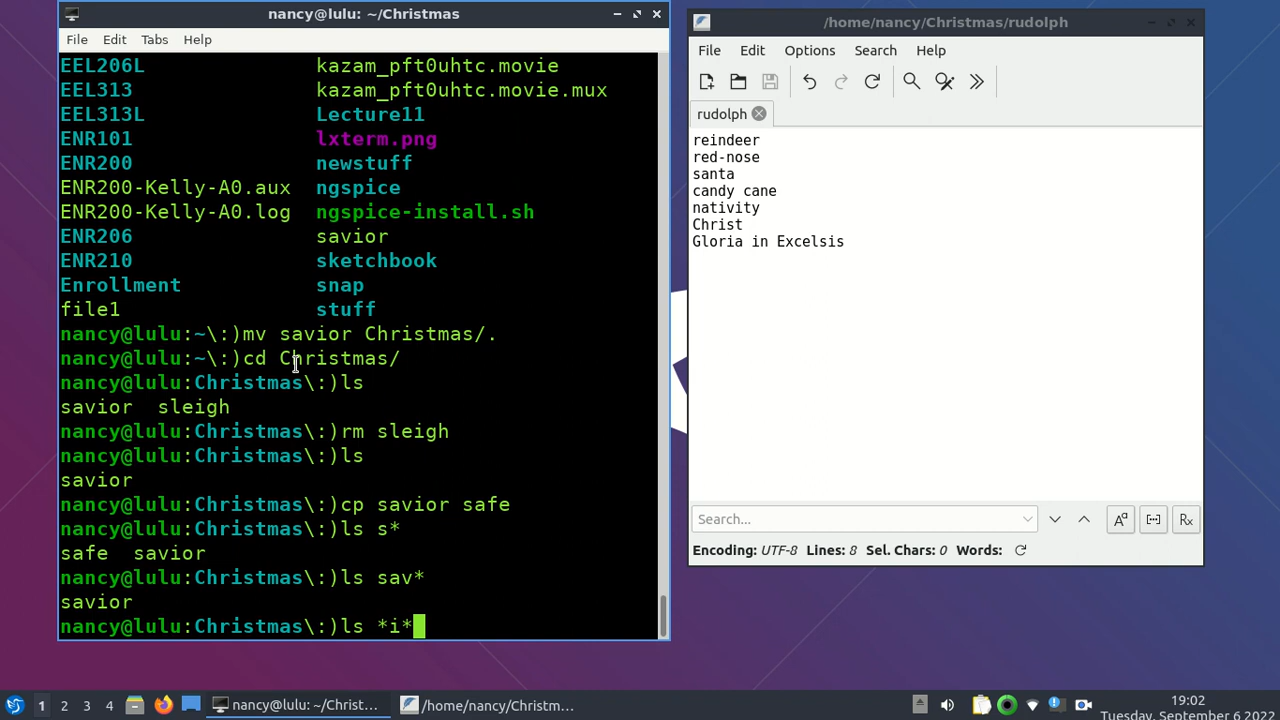 nancy@lulu: ~/Christmas
File Edit Tabs Help
EEL206L kazam_pft0uhtc.movie
EEL313 kazam_pft0uhtc.movie.mux
EEL313L Lecture11
ENR101 lxterm.png
ENR200 newstuff
ENR200-Kelly-A0.aux ngspice
ENR200-Kelly-A0.log ngspice-install.sh
ENR206 savior
ENR210 sketchbook
Enrollment snap
file1 stuff
nancy@lulu:~\:)mv savior Christmas/.
nancy@lulu:~\:)cd Christmas/
nancy@lulu:Christmas\:)ls
savior sleigh
nancy@lulu:Christmas\:)rm sleigh
nancy@lulu:Christmas\:)ls
savior
nancy@lulu:Christmas\:)cp savior safe
nancy@lulu:Christmas\:)ls s*
safe savior
nancy@lulu:Christmas\:)ls sav*
savior
nancy@lulu:Christmas\:)ls *i*
/home/nancy/Christmas/rudolph
File Edit Options Search Help
rudolph
reindeer
red-nose
santa
candy cane
nativity
Christ
Gloria in Excelsis
Search...
Encoding: UTF-8 Lines: 8 Sel. Chars: 0 Words:
1 2 3 4 nancy@lulu: ~/Christ... /home/nancy/Christm...
19:02
Tuesday, September 6 2022